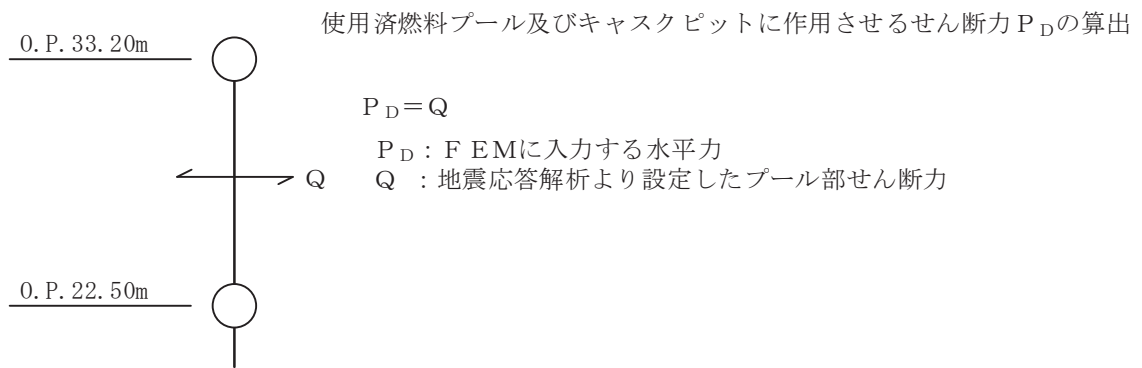 使用済燃料プール及びキャスクピットに作用させるせん断力ＰDの算出
O.P.33.20m
ＰD＝Ｑ
ＰD：ＦＥＭに入力する水平力
Ｑ
Ｑ ：地震応答解析より設定したプール部せん断力
O.P.22.50m